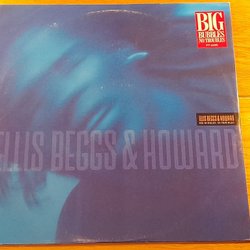 BIG
BUBBLES
NO TROUBLES
ELLIS BEGGS & HOWARD
ELLIS BEGGS & HOWARD